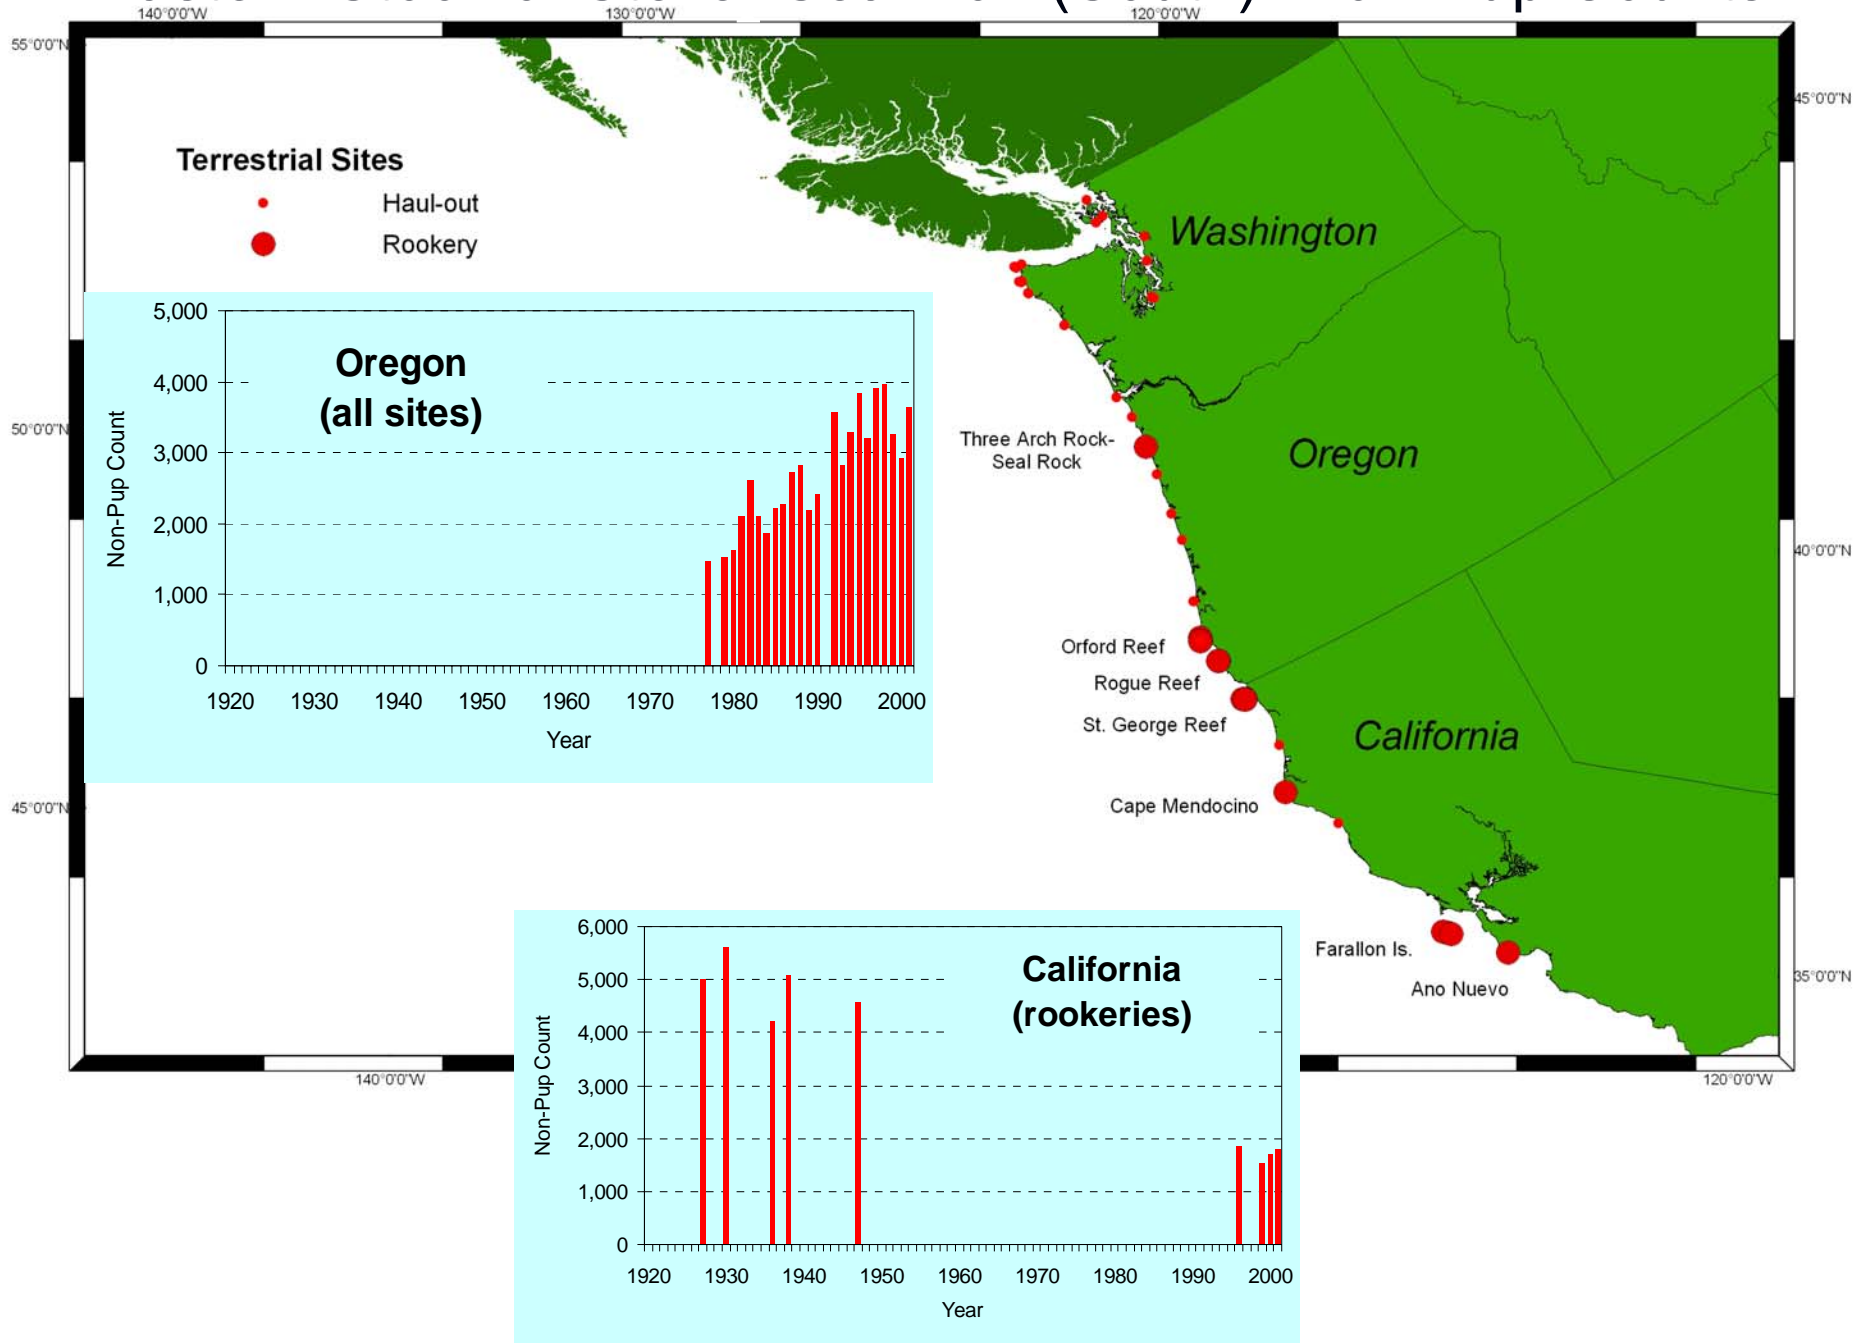 (South) Non-Pup Counts
140°0'0"W
130°0'0"W
120°0'0"W
55°0'0"N
45°0'0"N
Terrestrial Sites
Haul-out
Rookery
Washington
5,000
4,000
3,000
2,000
1,000
0
Oregon
(all sites)
Non-Pup Count
1920 1930 1940 1950 1960 1970 1980 1990 2000
Year
50°0'0"N
Three Arch Rock-
Seal Rock
Oregon
40°0'0"N
Orford Reef
Rogue Reef
St. George Reef
California
Cape Mendocino
45°0'0"N
Farallon Is.
Ano Nuevo
35°0'0"N
140°0'0"W
120°0'0"W
6,000
5,000
4,000
3,000
2,000
1,000
0
California
(rookeries)
Non-Pup Count
1920 1930 1940 1950 1960 1970 1980 1990 2000
Year